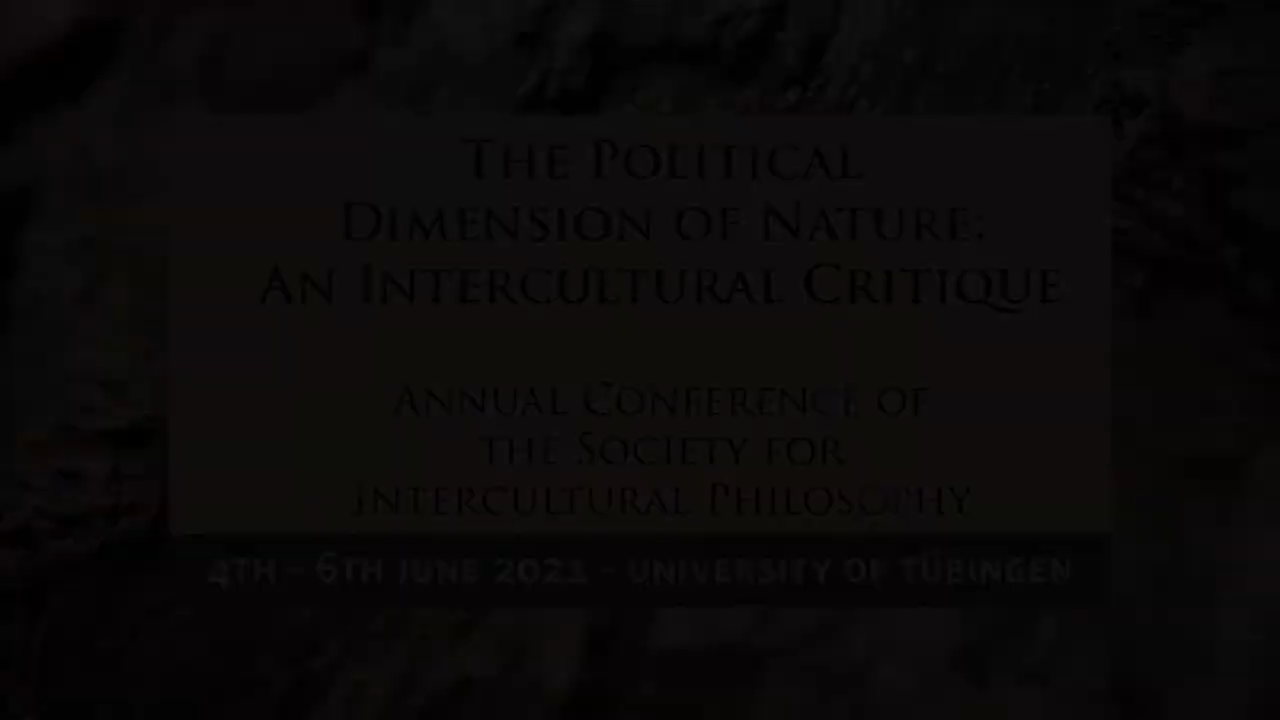 The Political
Dimension of Nature:
An Intercultural Critique
Annual Conference of
the Society for
Intercultural Philosophy
4th - 6th June 2021 - University of Tübingen